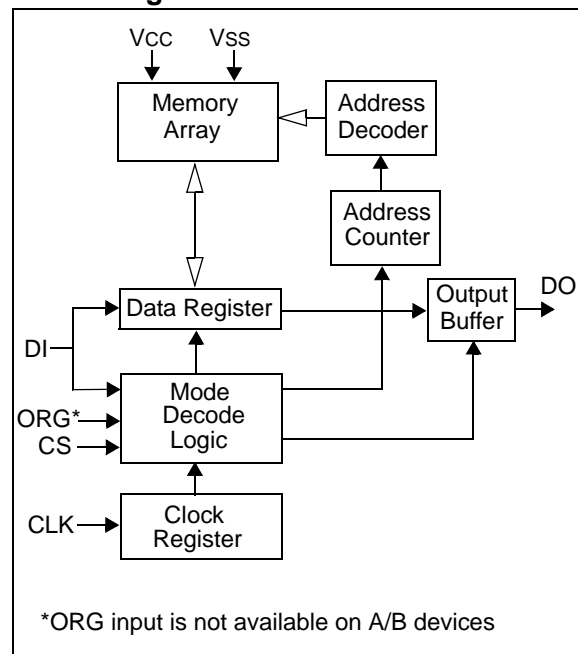 Vcc Vss
Memory
Array
Address
Decoder
Address
Counter
Data Register
Output
Buffer
DO
DI
Mode
Decode
Logic
ORG*
CS
CLK
Clock
Register
*ORG input is not available on A/B devices